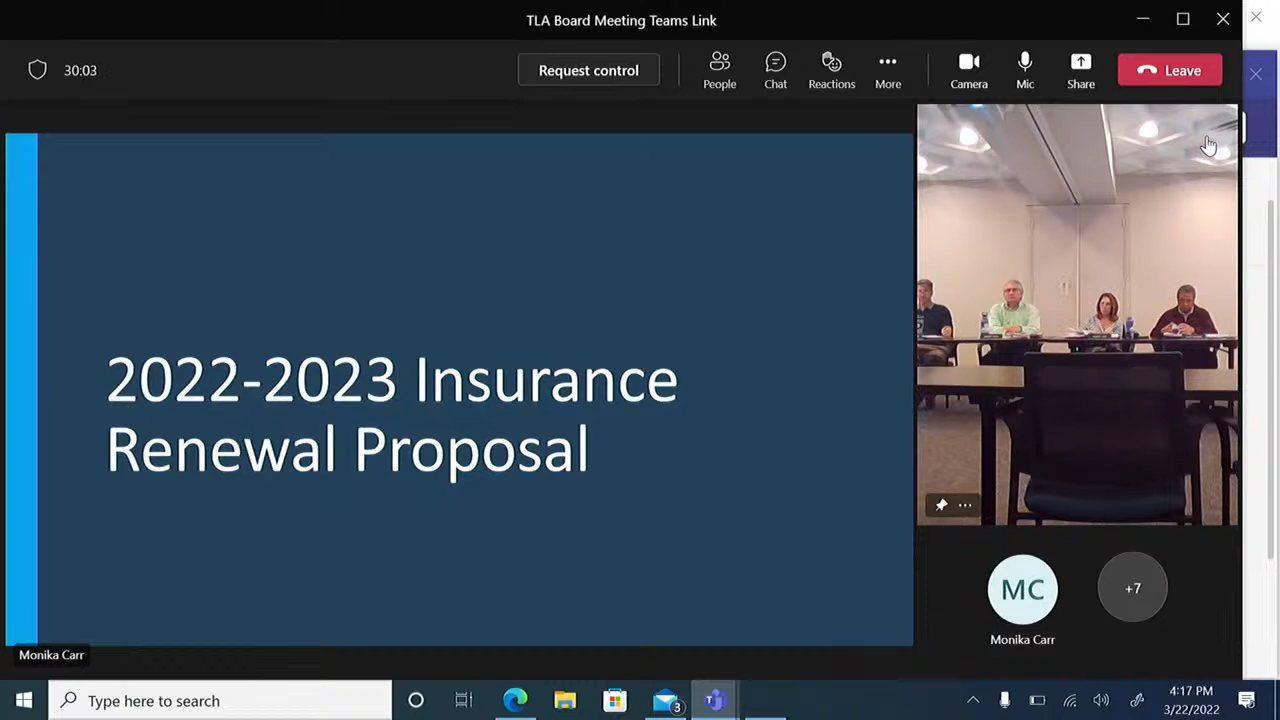 TLA Board Meeting Teams Link
30:03
Request control
People
Chat
Reactions
More
Camera
Mic
Share
Leave
2022-2023 Insurance
Renewal Proposal
MC
+7
Monika Carr
Monika Carr
Type here to search
3
T
4:17 PM
3/22/2022